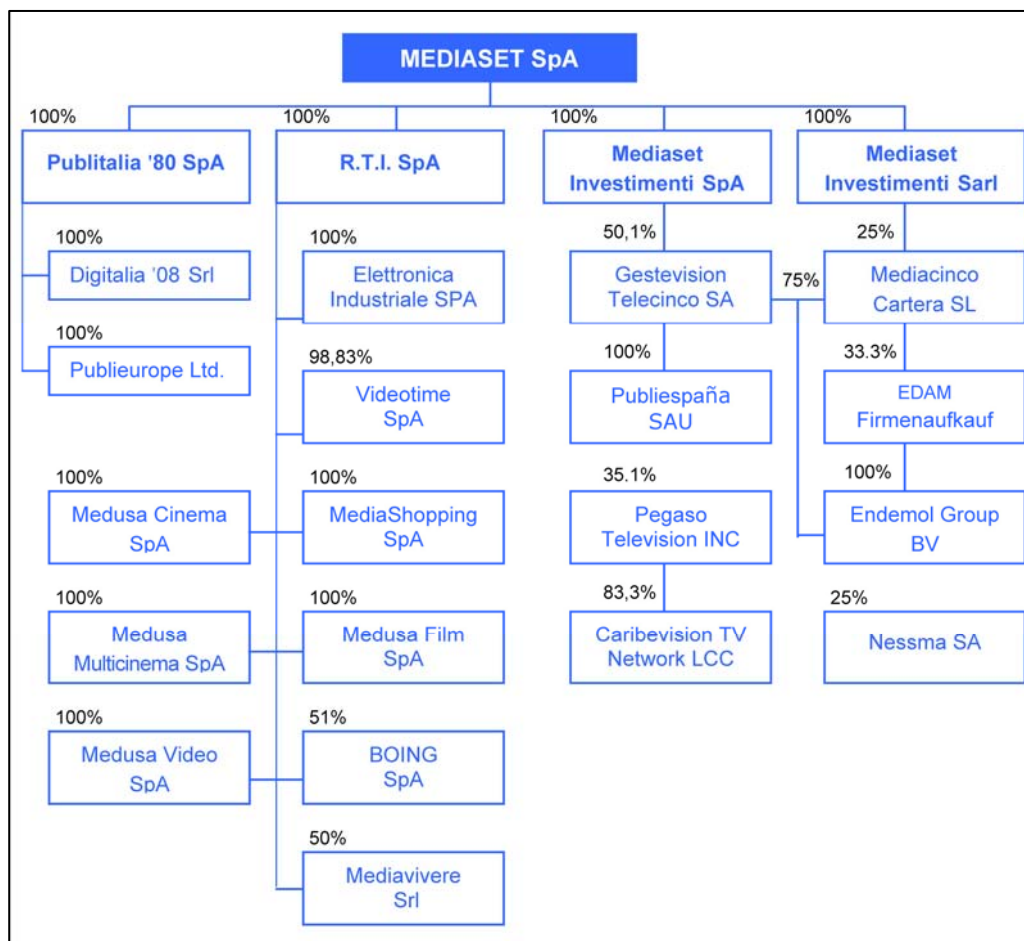 MEDIASET SpA
100%
Publitalia '80 SpA
100%
R.T.I. SpA
100%
Mediaset
Investimenti SpA
100%
Mediaset
Investimenti Sarl
100%
Digitalia '08 Srl
100%
Publieurope Ltd.
100%
Elettronica
Industriale SPA
98,83%
Videotime
SpA
100%
Medusa Cinema
SpA
100%
MediaShopping
SpA
100%
Medusa
Multicinema SpA
100%
Medusa Film
SpA
100%
Medusa Video
SpA
51%
BOING
SpA
50%
Mediavivere
Srl
50,1%
Gestevision
Telecinco SA
75%
100%
Publiespaña
SAU
35.1%
Pegaso
Television INC
83,3%
Caribevision TV
Network LCC
25%
Mediacinco
Cartera SL
33.3%
EDAM
Firmenaufkauf
100%
Endemol Group
BV
25%
Nessma SA